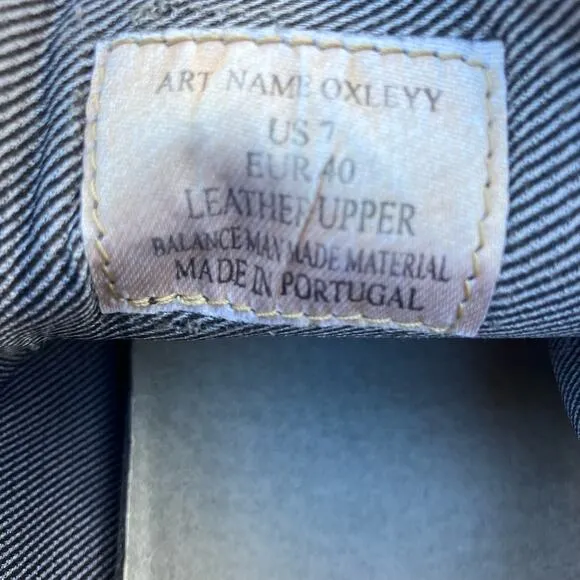 ART NAME OXLEYY
US 7
EUR 40
LEATHER UPPER
BALANCE MAN MADE MATERIAL
MADE IN PORTUGAL